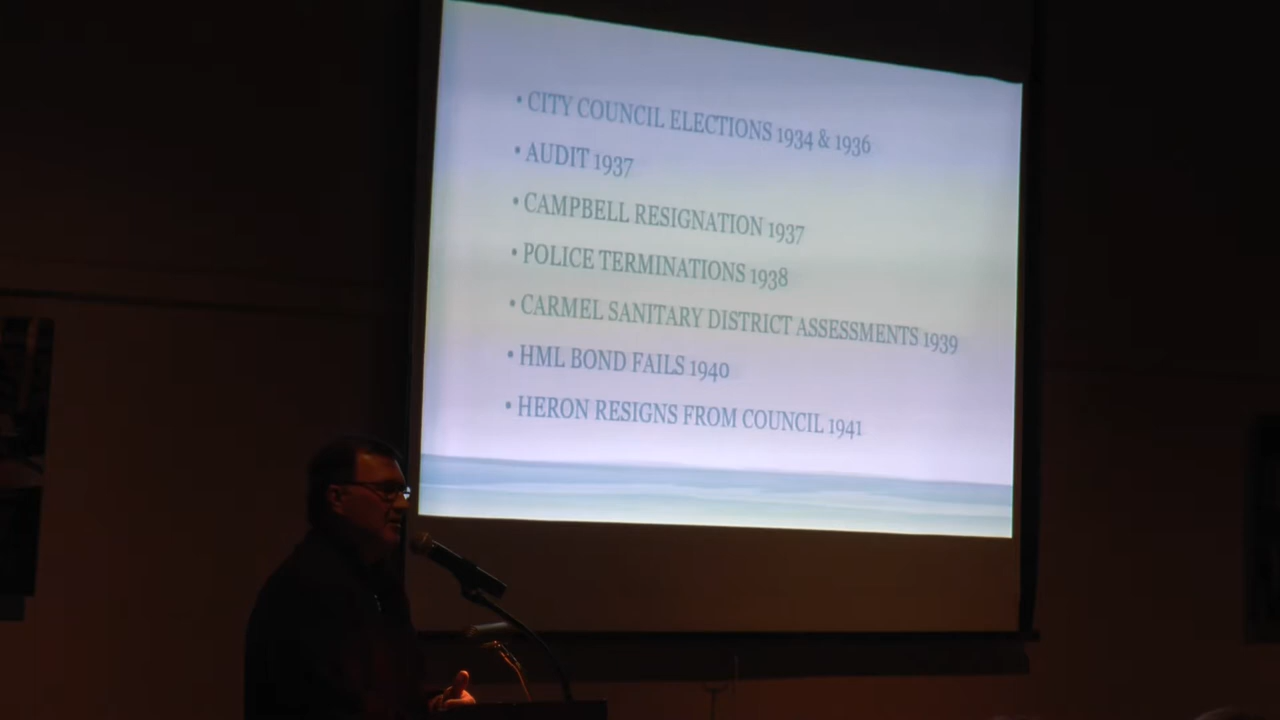 • CITY COUNCIL ELECTIONS 1934 & 1936
• AUDIT 1937
• CAMPBELL RESIGNATION 1937
• POLICE TERMINATIONS 1938
• CARMEL SANITARY DISTRICT ASSESSMENTS 1939
• HML BOND FAILS 1940
• HERON RESIGNS FROM COUNCIL 1941